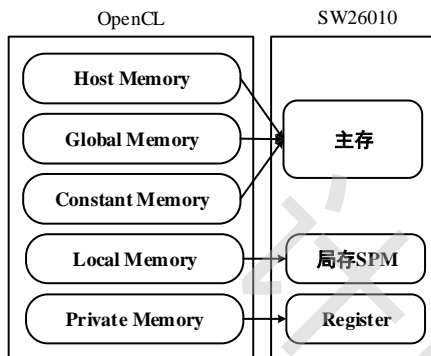 OpenCL
SW26010
Host Memory
Global Memory
Constant Memory
Local Memory
Private Memory
主存
局存SPM
Register